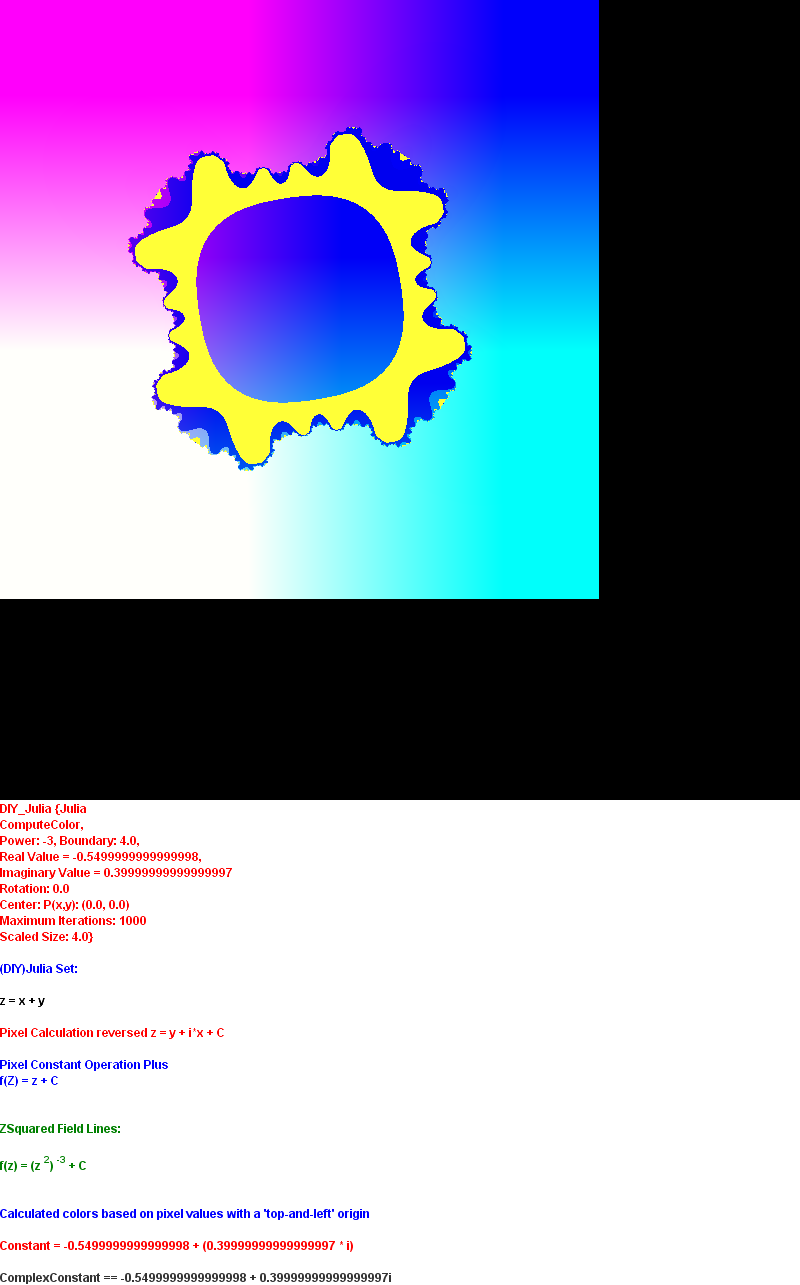 DIY_Julia {Julia
ComputeColor,
Power: -3, Boundary: 4.0,
Real Value = -0.5499999999999998,
Imaginary Value = 0.39999999999999997
Rotation: 0.0
Center: P(x,y): (0.0, 0.0)
Maximum Iterations: 1000
Scaled Size: 4.0}
(DIY)Julia Set:
z = x + y
Pixel Calculation reversed z = y + i*x + C
Pixel Constant Operation Plus
f(Z) = z + C
ZSquared Field Lines:
f(z) = (z 2) -3 + C
Calculated colors based on pixel values with a 'top-and-left' origin
Constant = -0.5499999999999998 + (0.39999999999999997 * i)
ComplexConstant == -0.5499999999999998 + 0.39999999999999997i